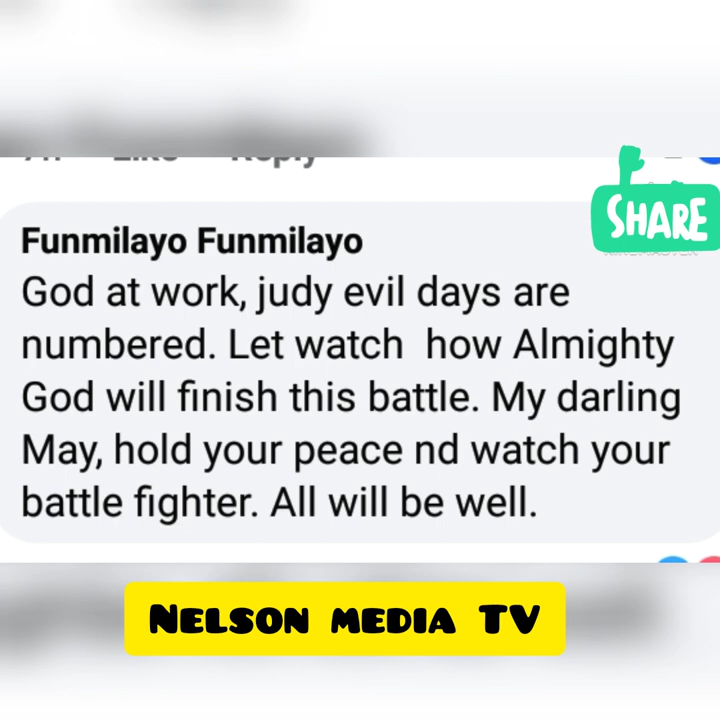 Like Reply
SHARE
Funmilayo Funmilayo
God at work, judy evil days are
numbered. Let watch how Almighty
God will finish this battle. My darling
May, hold your peace nd watch your
battle fighter. All will be well.
NELSON MEDIA TV